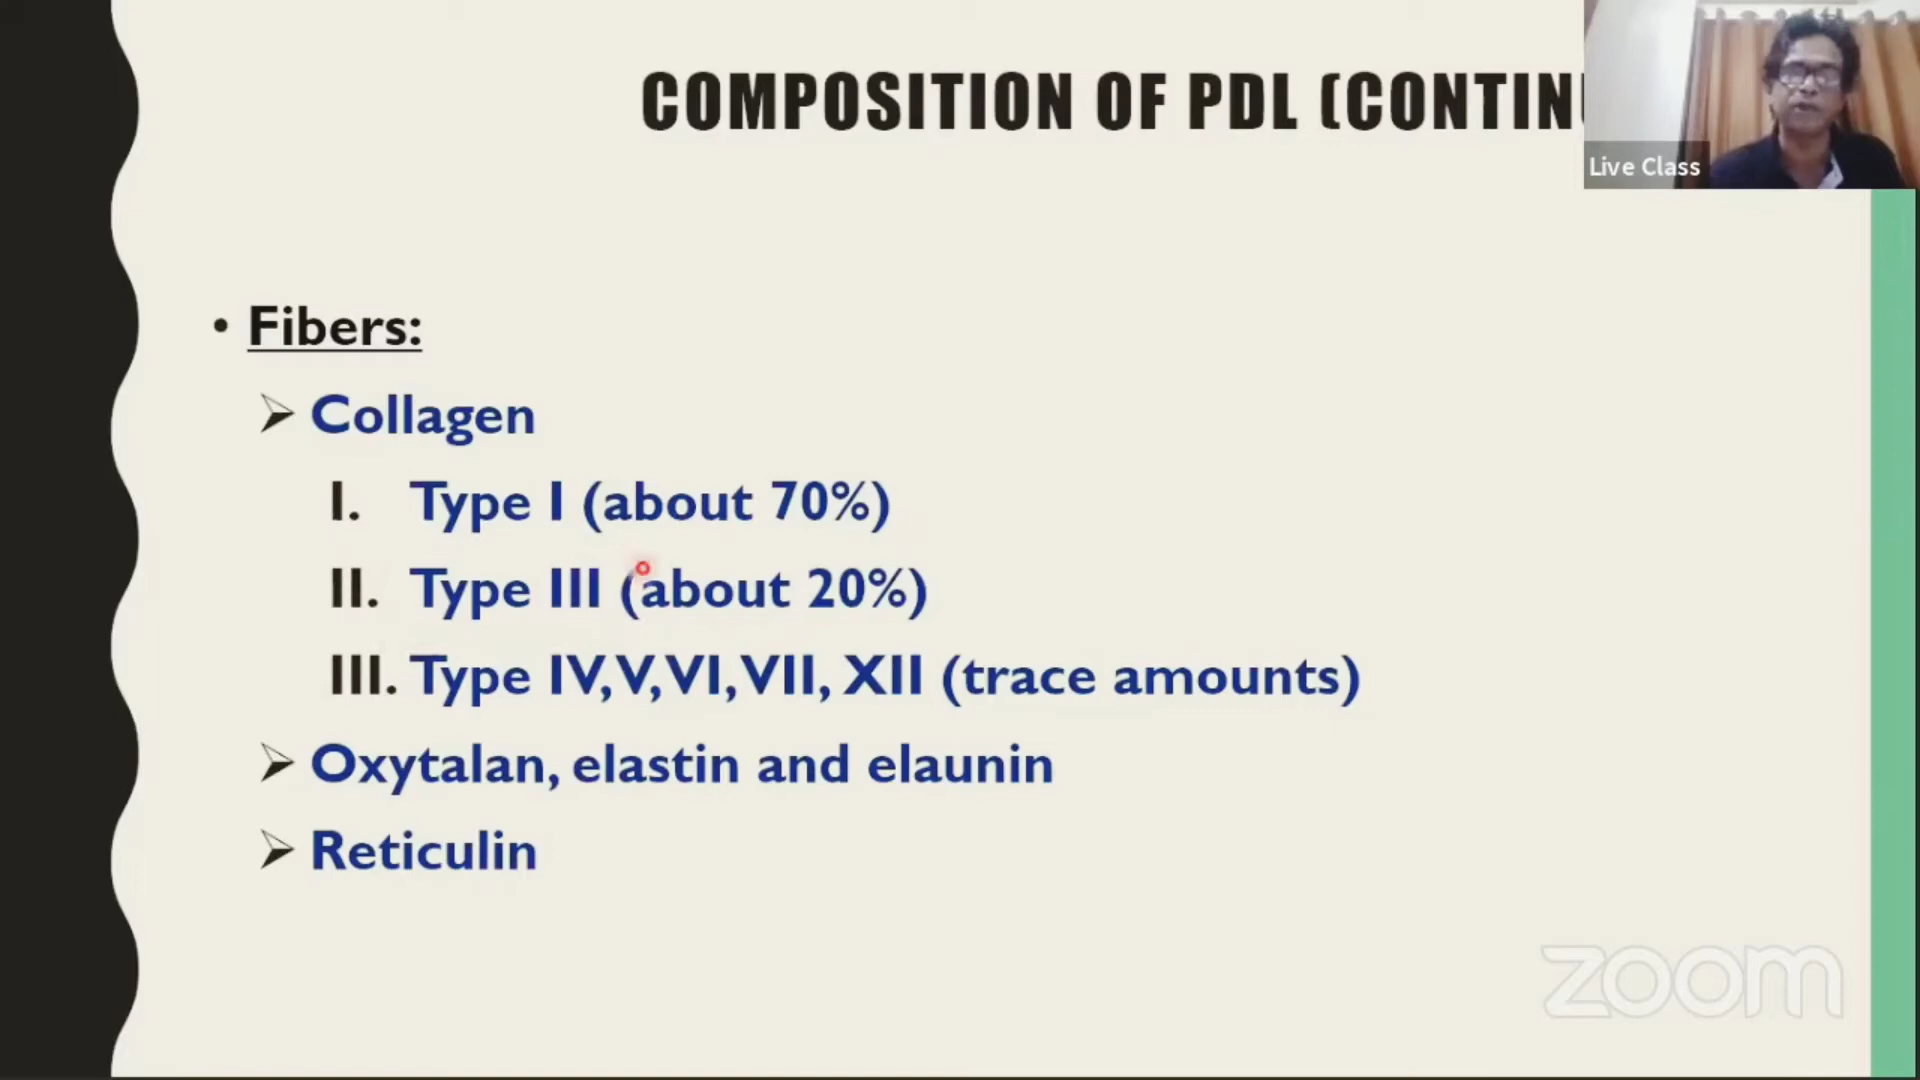 COMPOSITION OF PDL (CONTIN
Live Class
• Fibers:
➢ Collagen
I. Type I (about 70%)
II. Type III (about 20%)
III. Type IV, V, VI, VII, XII (trace amounts)
➢ Oxytalan, elastin and elaunin
➢ Reticulin
zoom